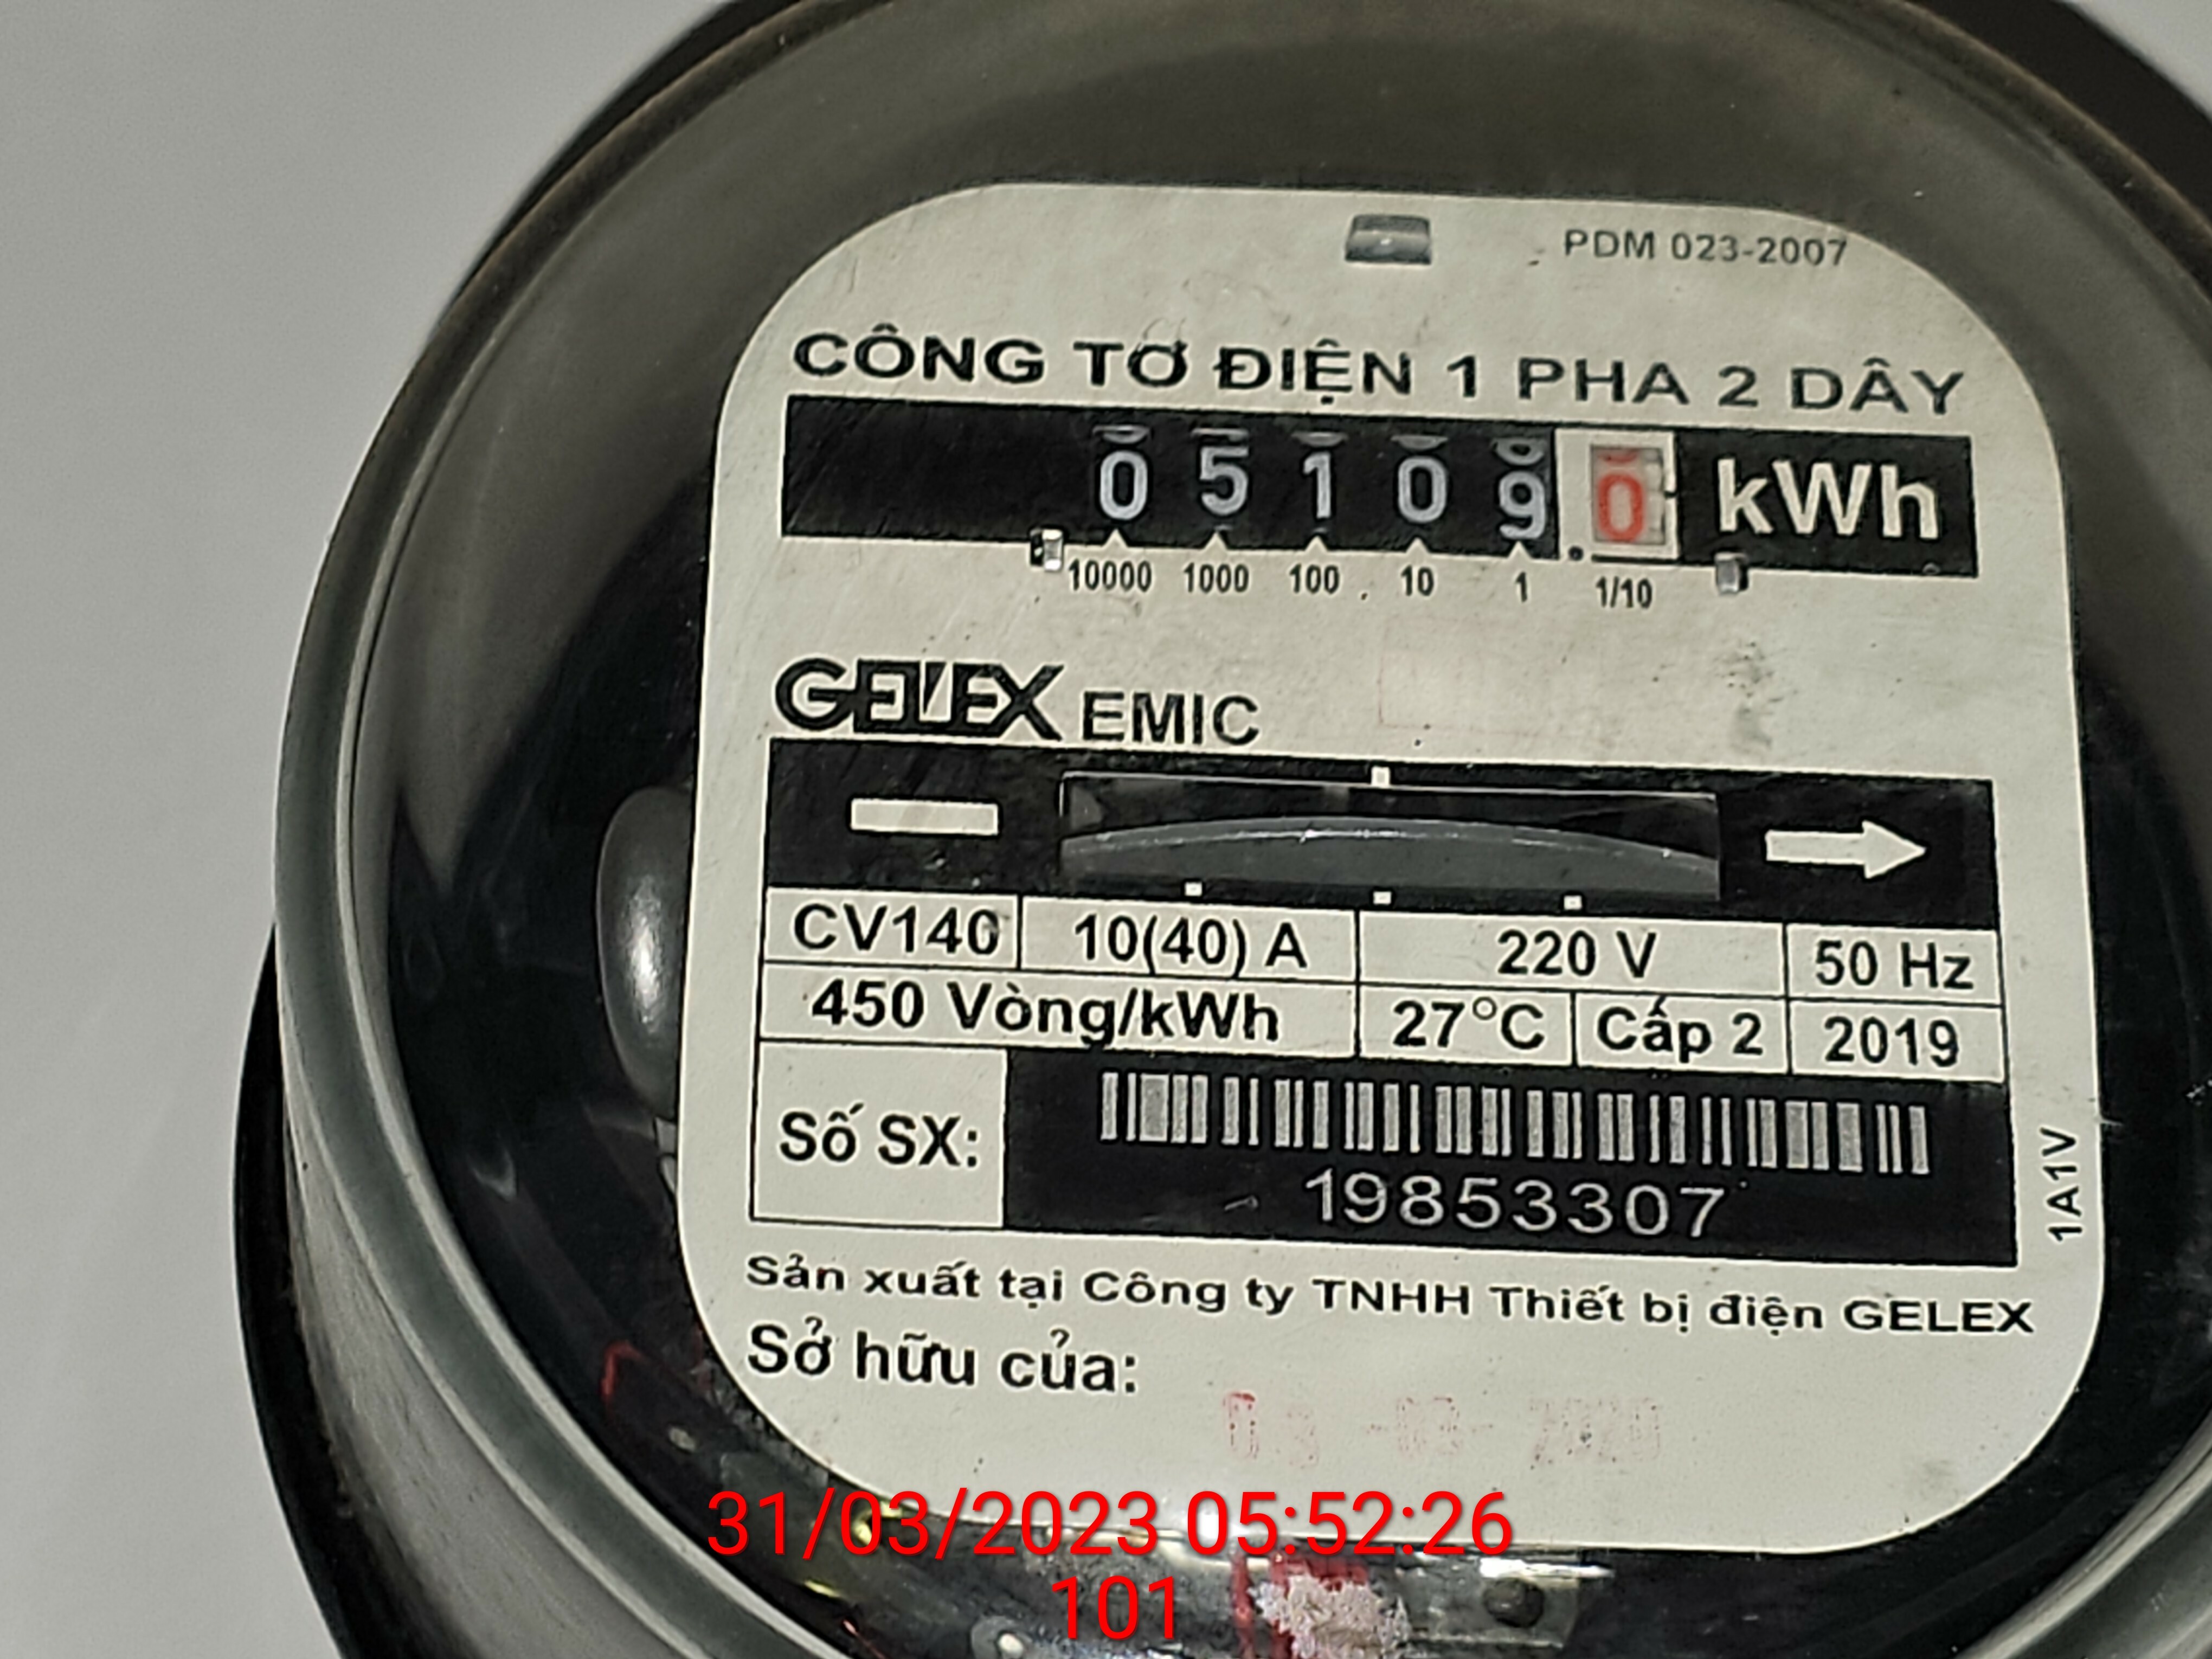 PDM 023-2007
CÔNG TƠ ĐIỆN 1 PHA 2 DÂY
0 5 1 0 9 0 kWh
10000 1000 100 10 1 1/10
GELEX EMIC
CV140 10(40) A 220 V 50 Hz
450 Vòng/kWh 27°C Cấp 2 2019
Số SX:
19853307
1A1V
Sản xuất tại Công ty TNHH Thiết bị điện GELEX
Sở hữu của:
03 -03- 2020
31/03/2023 05:52:26
101